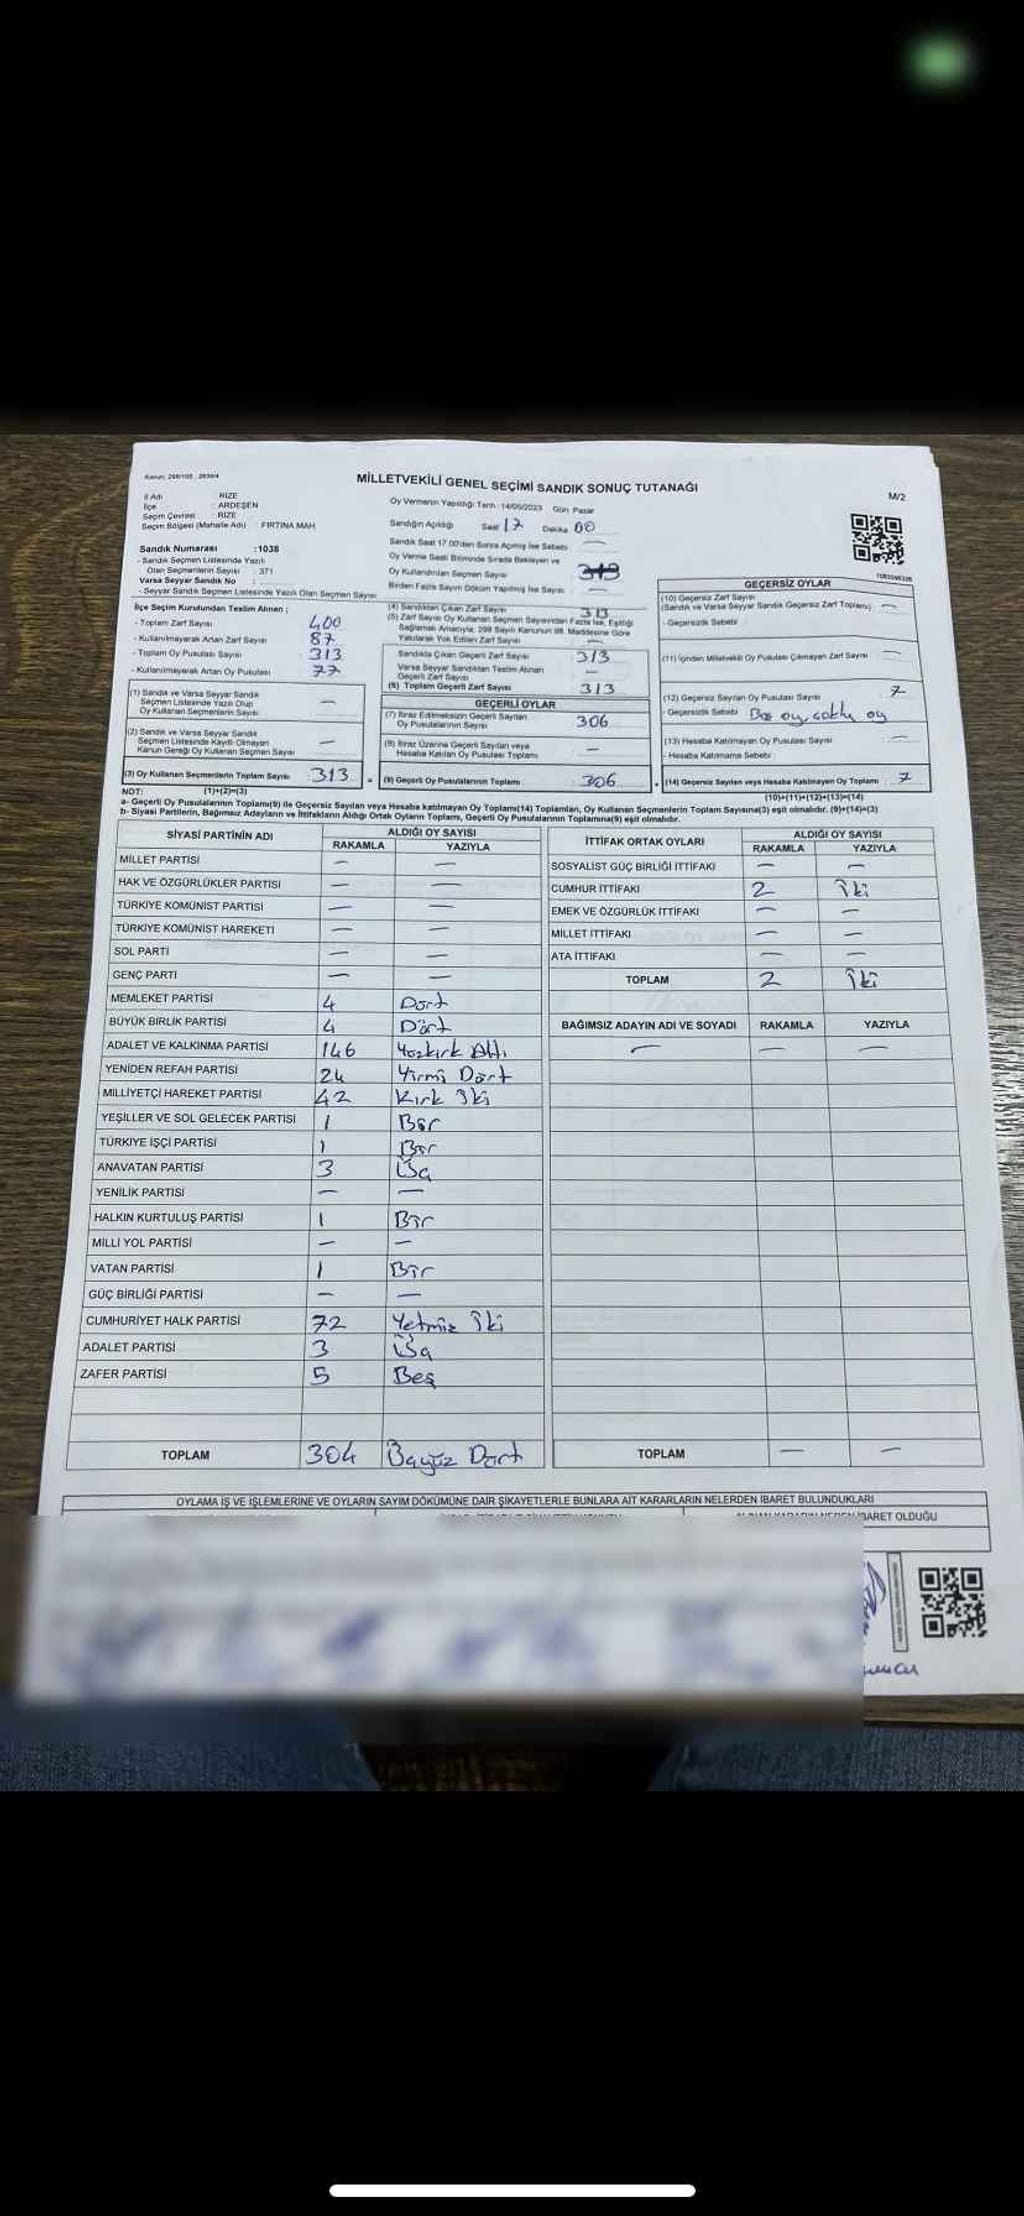 Kanun: 298/105 , 2839/4
MİLLETVEKİLİ GENEL SEÇİMİ SANDIK SONUÇ TUTANAĞI
M/2
İl Adı : RİZE
İlçe : ARDEŞEN
Seçim Çevresi : RİZE
Seçim Bölgesi (Mahalle Adı) : FIRTINA MAH.
Sandık Numarası :1038
- Sandık Seçmen Listesinde Yazılı
Olan Seçmenlerin Sayısı : 371
Varsa Seyyar Sandık No :
- Seyyar Sandık Seçmen Listesinde Yazılı Olan Seçmen Sayısı
Oy Vermenin Yapıldığı Tarih :14/05/2023 Gün: Pazar
Sandığın Açıldığı Saat 17 Dakika 00
Sandık Saat 17.00'den Sonra Açılmış İse Sebebi —
Oy Verme Saati Bitiminde Sırada Bekleyen ve
Oy Kullandırılan Seçmen Sayısı 313
Birden Fazla Sayım Döküm Yapılmış İse Sayısı —
İlçe Seçim Kurulundan Teslim Alınan ;
- Toplam Zarf Sayısı 400
- Kullanılmayarak Artan Zarf Sayısı 87
- Toplam Oy Pusulası Sayısı 313
- Kullanılmayarak Artan Oy Pusulası 77
(1) Sandık ve Varsa Seyyar Sandık
Seçmen Listesinde Yazılı Olup
Oy Kullanan Seçmenlerin Sayısı —
(2) Sandık ve Varsa Seyyar Sandık
Seçmen Listesinde Kaydı Olmayan
Kanun Gereği Oy Kullanan Seçmen Sayısı —
(3) Oy Kullanan Seçmenlerin Toplam Sayısı 313
(1)+(2)=(3)
(4) Sandıktan Çıkan Zarf Sayısı 313
(5) Zarf Sayısı Oy Kullanan Seçmen Sayısından Fazla İse, Eşitliği
Sağlamak Amacıyla; 298 Sayılı Kanunun 98. Maddesine Göre
Yakılarak Yok Edilen Zarf Sayısı —
Sandıkta Çıkan Geçerli Zarf Sayısı 313
Varsa Seyyar Sandıktan Teslim Alınan
Geçerli Zarf Sayısı —
(6) Toplam Geçerli Zarf Sayısı 313
GEÇERLİ OYLAR
(7) İtiraz Edilmeksizin Geçerli Sayılan
Oy Pusulalarının Sayısı 306
(8) İtiraz Üzerine Geçerli Sayılan veya
Hesaba Katılan Oy Pusulası Toplamı —
(9) Geçerli Oy Pusulalarının Toplamı 306
GEÇERSİZ OYLAR
(10) Geçersiz Zarf Sayısı
(Sandık ve Varsa Seyyar Sandık Geçersiz Zarf Toplamı) —
- Geçersizlik Sebebi
(11) İçinden Milletvekili Oy Pusulası Çıkmayan Zarf Sayısı —
(12) Geçersiz Sayılan Oy Pusulası Sayısı 7
- Geçersizlik Sebebi Boş oy, çoklu oy
(13) Hesaba Katılmayan Oy Pusulası Sayısı —
- Hesaba Katılmama Sebebi
(14) Geçersiz Sayılan veya Hesaba Katılmayan Oy Toplamı 7
(10)+(11)+(12)+(13)=(14)
NOT:
a- Geçerli Oy Pusulalarının Toplamı(9) ile Geçersiz Sayılan veya Hesaba katılmayan Oy Toplamı(14) Toplamları, Oy Kullanan Seçmenlerin Toplam Sayısına(3) eşit olmalıdır. (9)+(14)=(3)
b- Siyasi Partilerin, Bağımsız Adayların ve İttifakların Aldığı Ortak Oyların Toplamı, Geçerli Oy Pusulalarının Toplamına(9) eşit olmalıdır.
SİYASİ PARTİNİN ADI ALDIĞI OY SAYISI
RAKAMLA YAZIYLA
MİLLET PARTİSİ — —
HAK VE ÖZGÜRLÜKLER PARTİSİ — —
TÜRKİYE KOMÜNİST PARTİSİ — —
TÜRKİYE KOMÜNİST HAREKETİ — —
SOL PARTİ — —
GENÇ PARTİ — —
MEMLEKET PARTİSİ 4 Dört
BÜYÜK BİRLİK PARTİSİ 4 Dört
ADALET VE KALKINMA PARTİSİ 146 Yüzkırk Altı
YENİDEN REFAH PARTİSİ 24 Yirmi Dört
MİLLİYETÇİ HAREKET PARTİSİ 42 Kırk İki
YEŞİLLER VE SOL GELECEK PARTİSİ 1 Bir
TÜRKİYE İŞÇİ PARTİSİ 1 Bir
ANAVATAN PARTİSİ 3 Üç
YENİLİK PARTİSİ — —
HALKIN KURTULUŞ PARTİSİ 1 Bir
MİLLİ YOL PARTİSİ — —
VATAN PARTİSİ 1 Bir
GÜÇ BİRLİĞİ PARTİSİ — —
CUMHURİYET HALK PARTİSİ 72 Yetmiş İki
ADALET PARTİSİ 3 Üç
ZAFER PARTİSİ 5 Beş
TOPLAM 304 Üçyüz Dört
İTTİFAK ORTAK OYLARI ALDIĞI OY SAYISI
RAKAMLA YAZIYLA
SOSYALİST GÜÇ BİRLİĞİ İTTİFAKI — —
CUMHUR İTTİFAKI 2 İki
EMEK VE ÖZGÜRLÜK İTTİFAKI — —
MİLLET İTTİFAKI — —
ATA İTTİFAKI — —
TOPLAM 2 İki
BAĞIMSIZ ADAYIN ADI VE SOYADI RAKAMLA YAZIYLA
— — —
TOPLAM — —
OYLAMA İŞ VE İŞLEMLERİNE VE OYLARIN SAYIM DÖKÜMÜNE DAİR ŞİKAYETLERLE BUNLARA AİT KARARLARIN NELERDEN İBARET BULUNDUKLARI
İBARET OLDUĞU